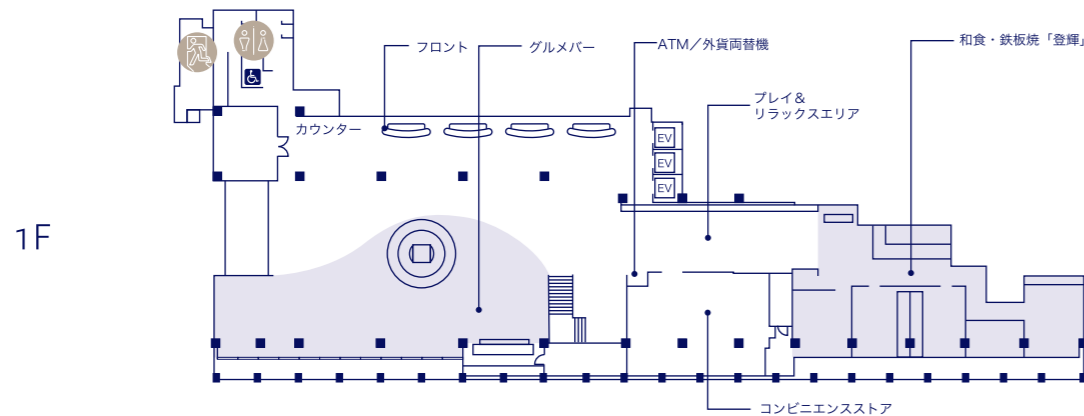 フロント
グルメバー
ATM／外貨両替機
和食・鉄板焼「登輝」
プレイ＆
リラックスエリア
カウンター
EV
EV
EV
1F
コンビニエンスストア